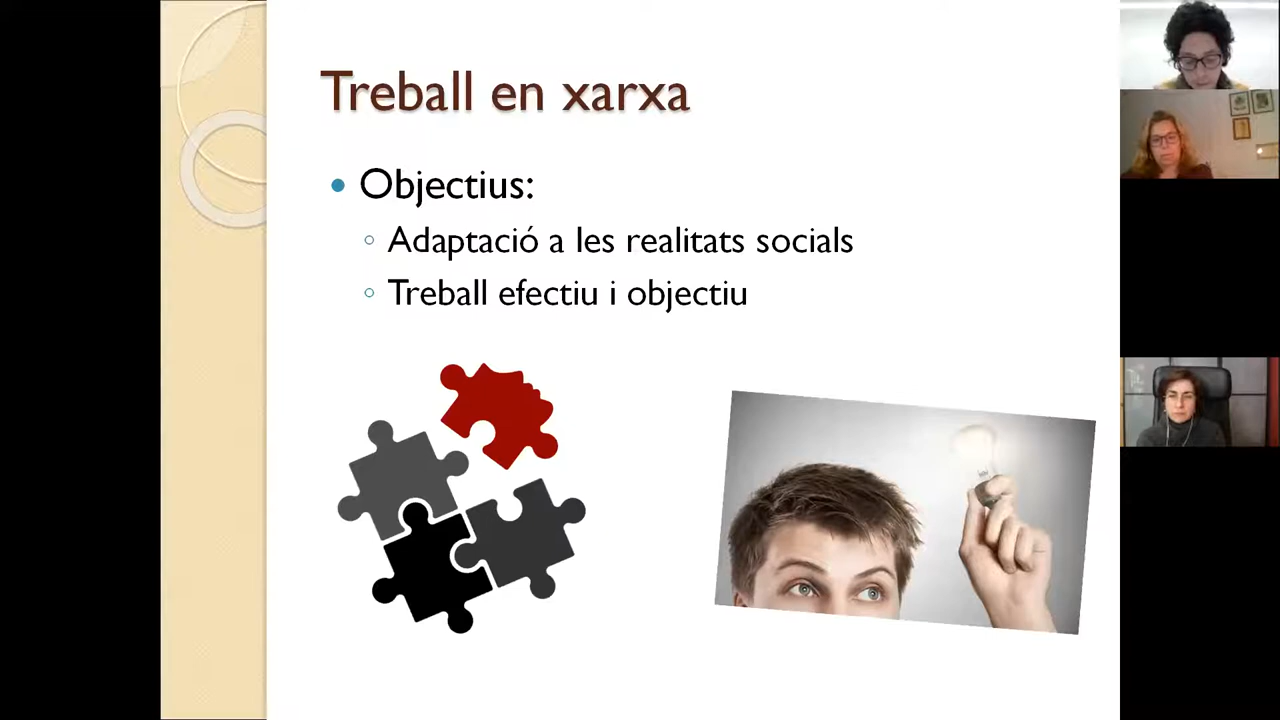 Treball en xarxa
Objectius:
Adaptació a les realitats socials
Treball efectiu i objectiu